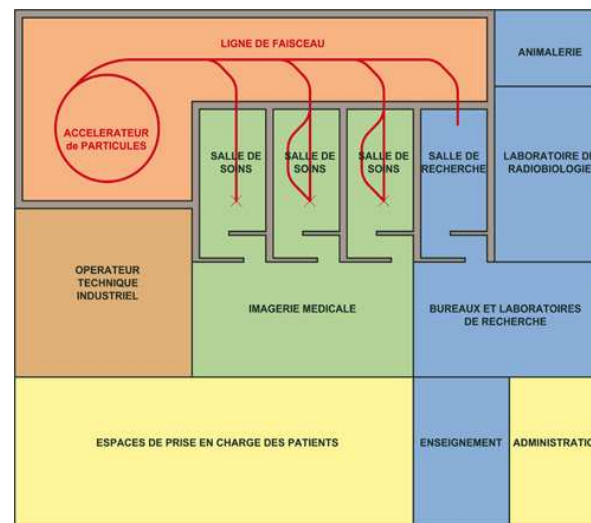 LIGNE DE FAISCEAU
ANIMALERIE
ACCELERATEUR
de PARTICULES
SALLE DE
SOINS
SALLE DE
SOINS
SALLE DE
SOINS
SALLE DE
RECHERCHE
LABORATOIRE DE
RADIOBIOLOGIE
OPERATEUR
TECHNIQUE
INDUSTRIEL
IMAGERIE MEDICALE
BUREAUX ET LABORATOIRES
DE RECHERCHE
ESPACES DE PRISE EN CHARGE DES PATIENTS
ENSEIGNEMENT
ADMINISTRATIO